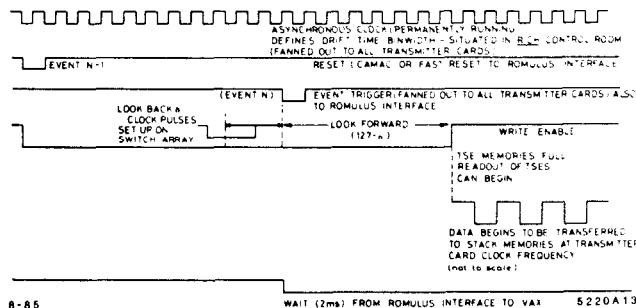 ASYNCHRONOUS CLOCK (PERMANENTLY RUNNING
DEFINES DRIFT TIME BINWIDTH - SITUATED IN RICH CONTROL ROOM
(FANNED OUT TO ALL TRANSMITTER CARDS)
EVENT N-1
RESET (CAMAC OR FAST RESET TO ROMULUS INTERFACE
(EVENT N)
EVENT TRIGGER (FANNED OUT TO ALL TRANSMITTER CARDS) ALSO
TO ROMULUS INTERFACE
LOOK BACK n
CLOCK PULSES
SET UP ON
SWITCH ARRAY
LOOK FORWARD
(127-n)
WRITE ENABLE
TSE MEMORIES FULL
READOUT OF TSES
CAN BEGIN
DATA BEGINS TO BE TRANSFERRED
TO STACK MEMORIES AT TRANSMITTER
CARD CLOCK FREQUENCY
(not to scale)
8-85
WAIT (2ms) FROM ROMULUS INTERFACE TO VAX
5220A13